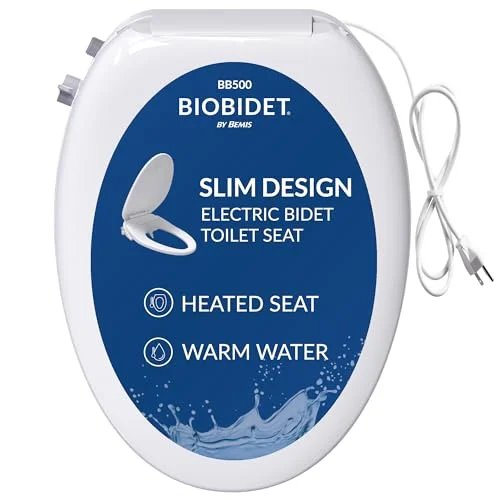 BB500
BIOBIDET®
BY BEMIS
SLIM DESIGN
ELECTRIC BIDET
TOILET SEAT
HEATED SEAT
WARM WATER